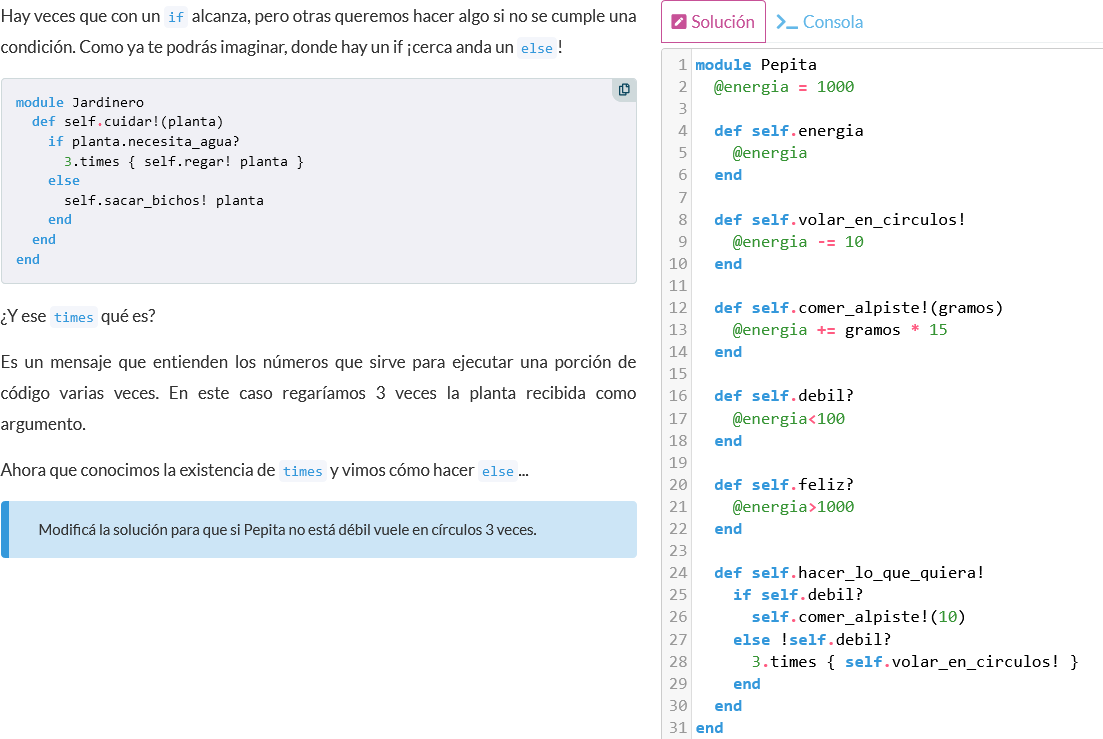 Hay veces que con un if alcanza, pero otras queremos hacer algo si no se cumple una
condición. Como ya te podrás imaginar, donde hay un if ¡cerca anda un else!
module Jardinero
  def self.cuidar!(planta)
    if planta.necesita_agua?
      3.times { self.regar! planta }
    else
      self.sacar_bichos! planta
    end
  end
end
¿Y ese times qué es?
Es un mensaje que entienden los números que sirve para ejecutar una porción de
código varias veces. En este caso regaríamos 3 veces la planta recibida como
argumento.
Ahora que conocimos la existencia de times y vimos cómo hacer else...
Modificá la solución para que si Pepita no está débil vuele en círculos 3 veces.
Solución >_ Consola
1 module Pepita
2   @energia = 1000
3
4   def self.energia
5     @energia
6   end
7
8   def self.volar_en_circulos!
9     @energia -= 10
10   end
11
12   def self.comer_alpiste!(gramos)
13     @energia += gramos * 15
14   end
15
16   def self.debil?
17     @energia<100
18   end
19
20   def self.feliz?
21     @energia>1000
22   end
23
24   def self.hacer_lo_que_quiera!
25     if self.debil?
26       self.comer_alpiste!(10)
27     else !self.debil?
28       3.times { self.volar_en_circulos! }
29     end
30   end
31 end